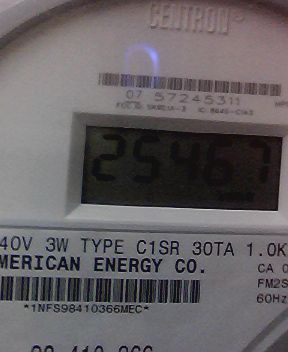 CENTRON
07 57245311
25467
40V 3W TYPE C1SR 30TA 1.0K
MERICAN ENERGY CO.
CA 0
FM2S
60Hz
*1NFS98410366MEC*